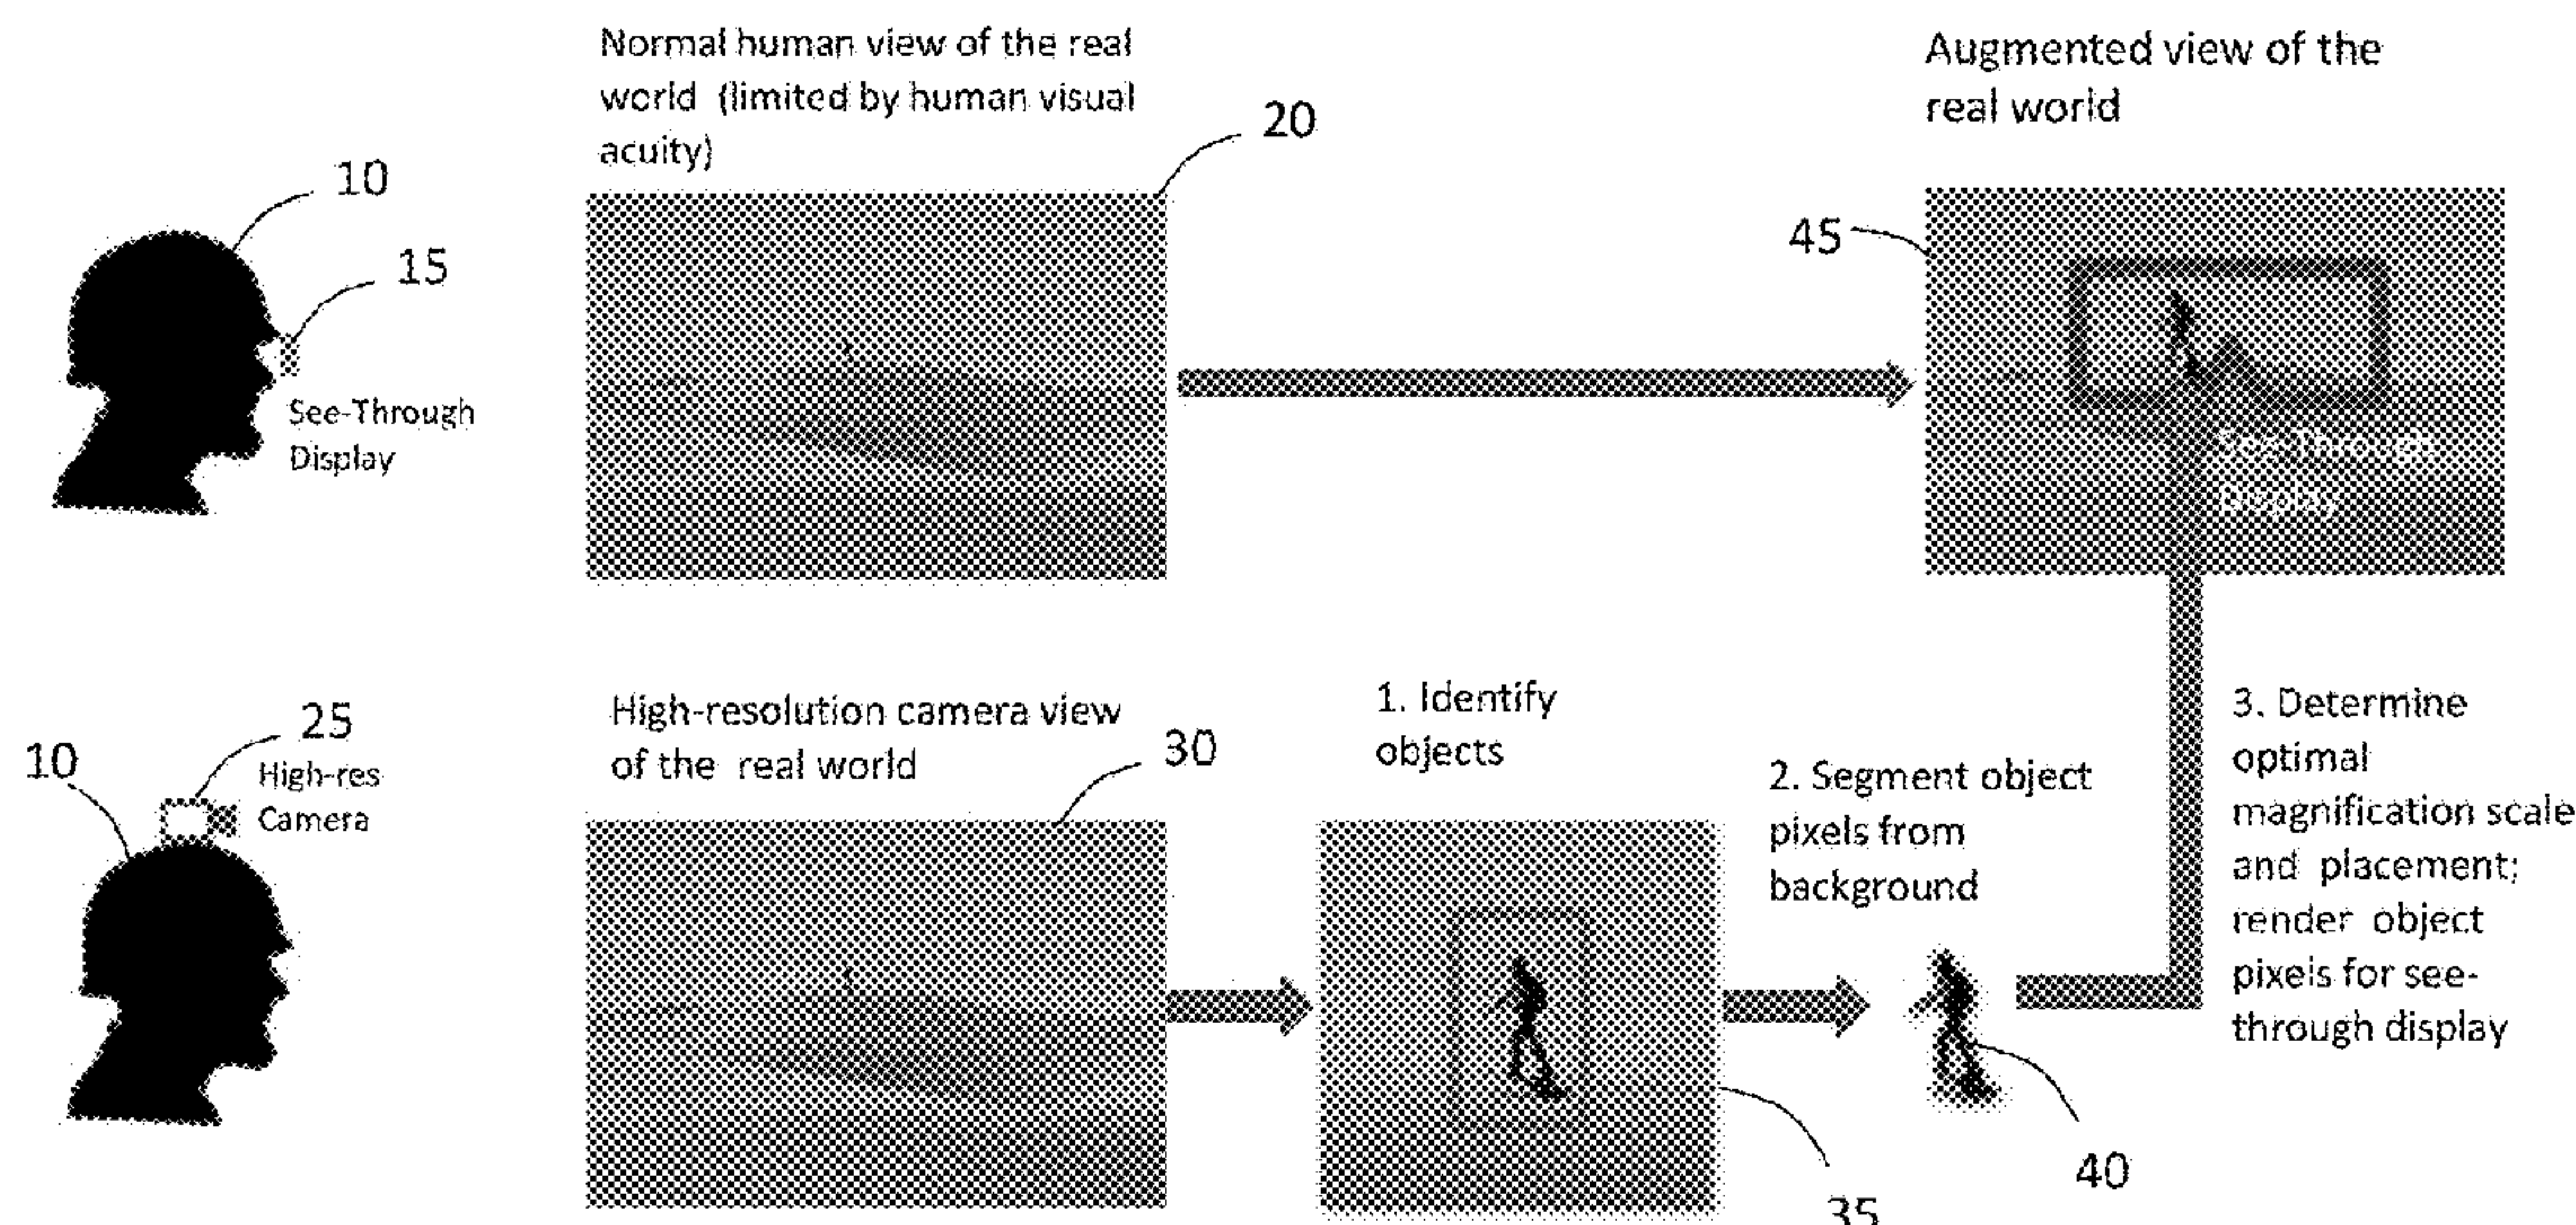 Normal human view of the real
world (limited by human visual
acuity)
20
Augmented view of the
real world
10
15
See-Through
Display
45
See-Through
Display
25
10
High-res
Camera
High-resolution camera view
of the real world
30
1. Identify
objects
2. Segment object
pixels from
background
3. Determine
optimal
magnification scale
and placement;
render object
pixels for see-
through display
40
35